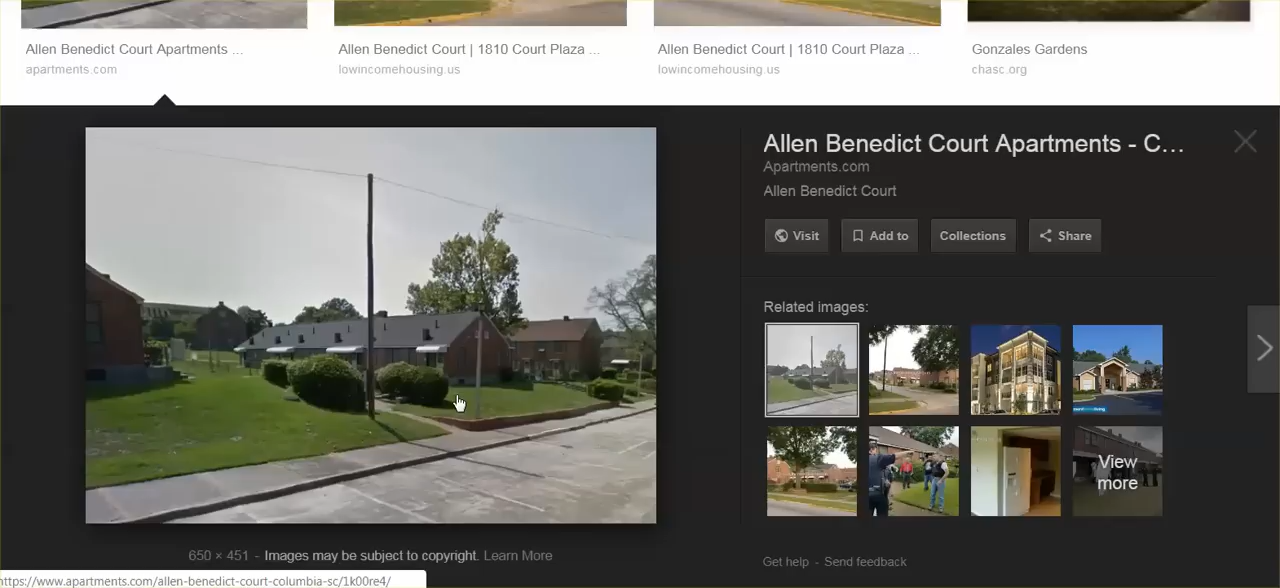 Allen Benedict Court Apartments ...
apartments.com
Allen Benedict Court | 1810 Court Plaza ...
lowincomehousing.us
Allen Benedict Court | 1810 Court Plaza ...
lowincomehousing.us
Gonzales Gardens
chasc.org
Allen Benedict Court Apartments - C...
Apartments.com
Allen Benedict Court
Visit
Add to
Collections
Share
Related images:
View
more
650 × 451 - Images may be subject to copyright. Learn More
Get help - Send feedback
https://www.apartments.com/allen-benedict-court-columbia-sc/1k00re4/